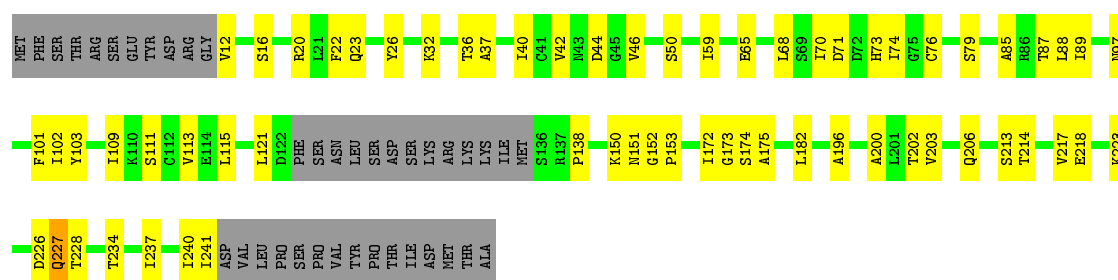 MET PHE SER THR ARG SER GLU TYR ASP ARG GLY V12 S16 R20 L21 F22 Q23 Y26 K32 T36 A37 I40 C41 V42 N43 D44 G45 V46 S50 I59 E65 L68 S69 I70 D71 D72 H73 I74 G75 C76 S79 A85 R86 T87 L88 I89 N97
F101 I102 Y103 I109 K110 S111 C112 V113 E114 L115 L121 D122 PHE SER ASN LEU SER ASP SER LYS ARG LYS LYS ILE MET S136 R137 P138 K150 N151 G152 P153 I172 G173 S174 A175 L182 A196 A200 L201 T202 V203 Q206 S213 T214 V217 E218 K223
D226 Q227 T228 T234 I237 I240 I241 ASP VAL LEU PRO SER PRO VAL TYR PRO THR ILE ASP MET THR ALA